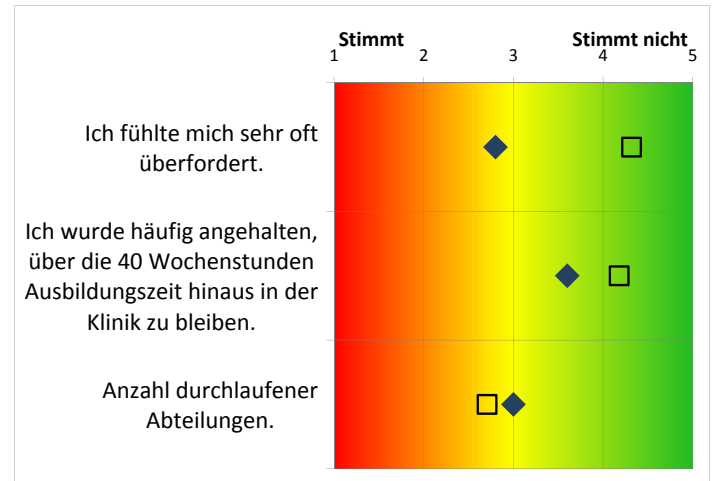 Stimmt
Stimmt nicht
1 2 3 4 5
Ich fühlte mich sehr oft
überfordert.
Ich wurde häufig angehalten,
über die 40 Wochenstunden
Ausbildungszeit hinaus in der
Klinik zu bleiben.
Anzahl durchlaufener
Abteilungen.